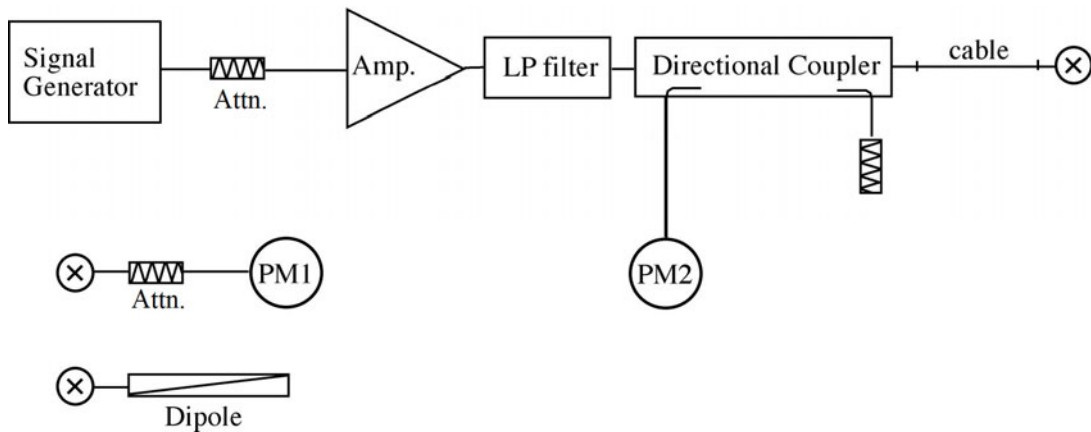 Signal
Generator
Attn.
Amp.
LP filter
Directional Coupler
cable
Attn.
PM1
PM2
Dipole